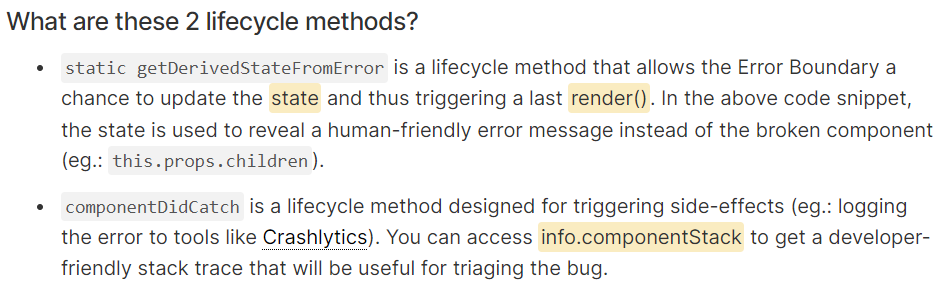 What are these 2 lifecycle methods?
• static getDerivedStateFromError is a lifecycle method that allows the Error Boundary a
chance to update the state and thus triggering a last render(). In the above code snippet,
the state is used to reveal a human-friendly error message instead of the broken component
(eg.: this.props.children).
• componentDidCatch is a lifecycle method designed for triggering side-effects (eg.: logging
the error to tools like Crashlytics). You can access info.componentStack to get a developer-
friendly stack trace that will be useful for triaging the bug.